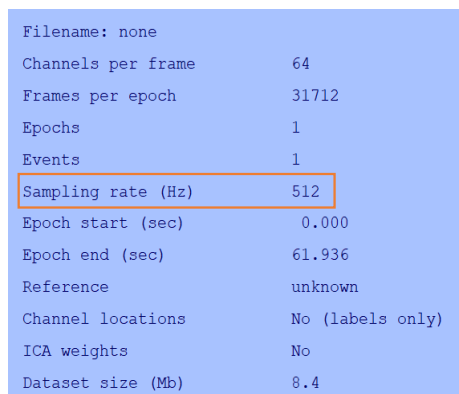 Filename: none
Channels per frame 64
Frames per epoch 31712
Epochs 1
Events 1
Sampling rate (Hz) 512
Epoch start (sec) 0.000
Epoch end (sec) 61.936
Reference unknown
Channel locations No (labels only)
ICA weights No
Dataset size (Mb) 8.4